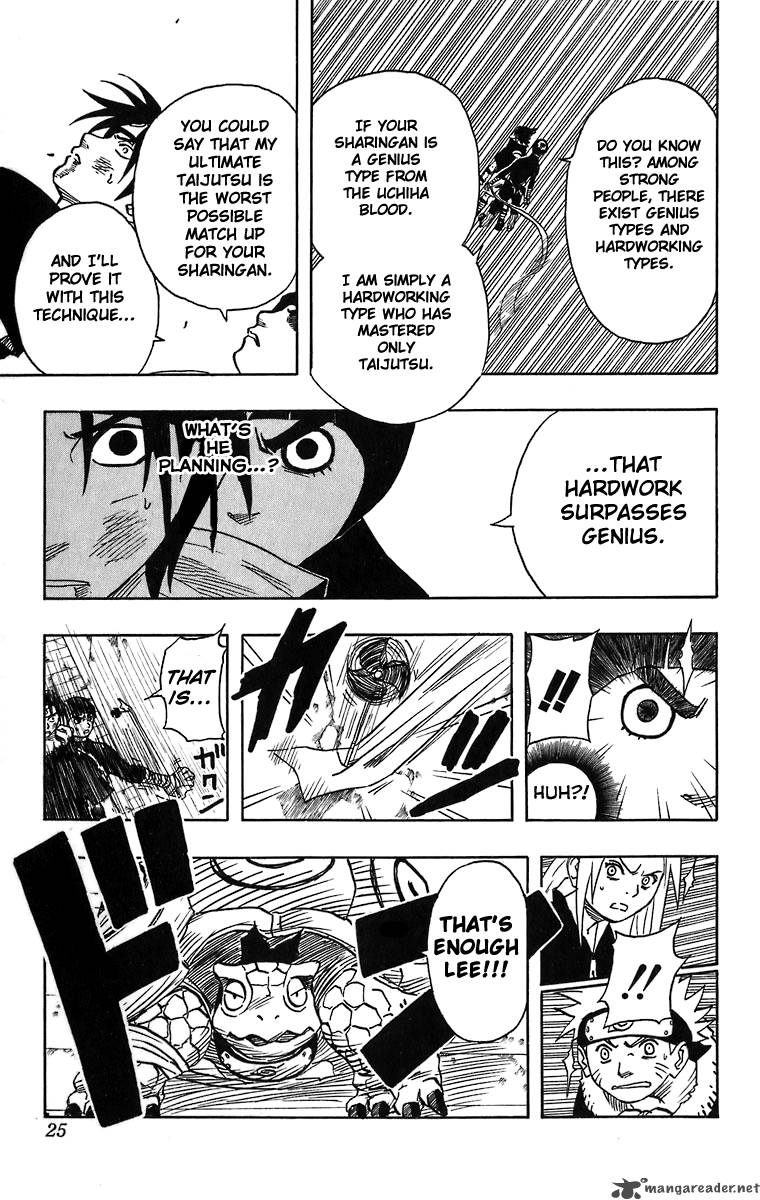 DO YOU KNOW
THIS? AMONG
STRONG
PEOPLE, THERE
EXIST GENIUS
TYPES AND
HARDWORKING
TYPES.
IF YOUR
SHARINGAN IS
A GENIUS
TYPE FROM
THE UCHIHA
BLOOD.
I AM SIMPLY A
HARDWORKING
TYPE WHO HAS
MASTERED
ONLY
TAIJUTSU.
YOU COULD
SAY THAT MY
ULTIMATE
TAIJUTSU IS
THE WORST
POSSIBLE
MATCH UP
FOR YOUR
SHARINGAN.
AND I'LL
PROVE IT
WITH THIS
TECHNIQUE...
...THAT
HARDWORK
SURPASSES
GENIUS.
WHAT'S
HE
PLANNING...?
!!
HUH?!
ガッ
THAT
IS...
ガクン
!!
THAT'S
ENOUGH
LEE!!!
ドン
25
mangareader.net